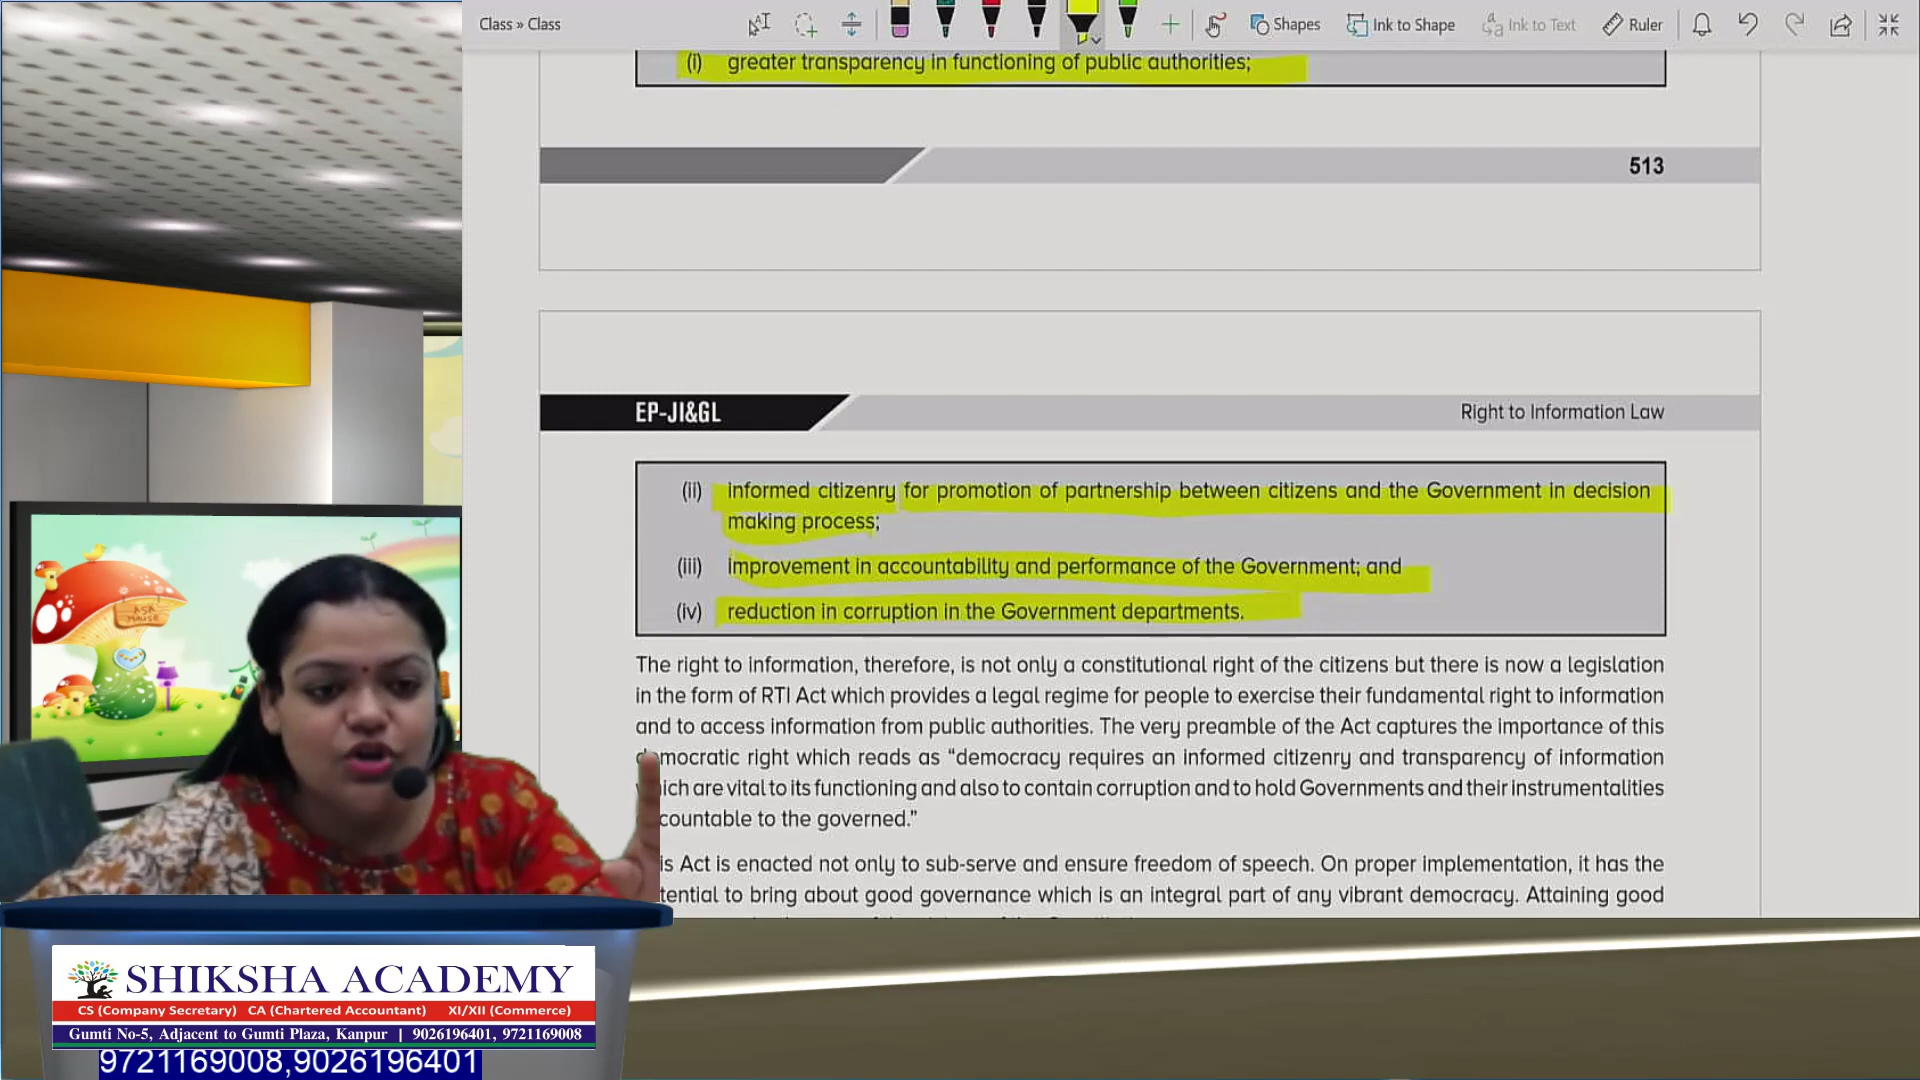 Class » Class
Shapes
Ink to Shape
Ink to Text
Ruler
(i) greater transparency in functioning of public authorities;
513
EP-JI&GL
Right to Information Law
(ii) informed citizenry for promotion of partnership between citizens and the Government in decision
making process;
(iii) improvement in accountability and performance of the Government; and
(iv) reduction in corruption in the Government departments.
The right to information, therefore, is not only a constitutional right of the citizens but there is now a legislation
in the form of RTI Act which provides a legal regime for people to exercise their fundamental right to information
and to access information from public authorities. The very preamble of the Act captures the importance of this
democratic right which reads as “democracy requires an informed citizenry and transparency of information
which are vital to its functioning and also to contain corruption and to hold Governments and their instrumentalities
countable to the governed.”
is Act is enacted not only to sub-serve and ensure freedom of speech. On proper implementation, it has the
tential to bring about good governance which is an integral part of any vibrant democracy. Attaining good
SHIKSHA ACADEMY
CS (Company Secretary) CA (Chartered Accountant) XI/XII (Commerce)
Gumti No-5, Adjacent to Gumti Plaza, Kanpur | 9026196401, 9721169008
9721169008,9026196401